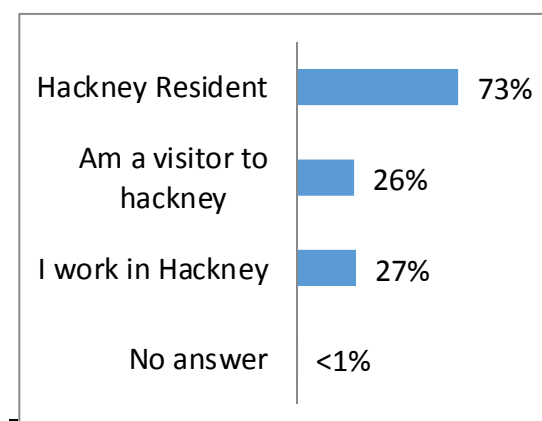 Hackney Resident 73%
Am a visitor to
hackney 26%
I work in Hackney 27%
No answer <1%